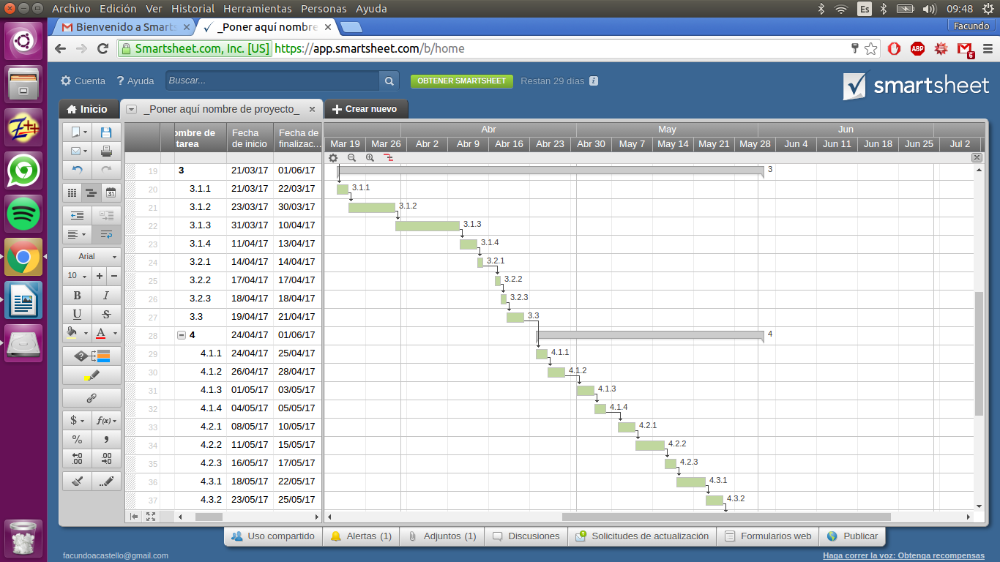 Archivo Edición Ver Historial Herramientas Personas Ayuda Es 09:48
Bienvenido a Smarts × _Poner aquí nombre × Facundo
Smartsheet.com, Inc. [US] https://app.smartsheet.com/b/home ABP 6
Cuenta ? Ayuda Buscar... OBTENER SMARTSHEET Restan 29 días i smartsheet
Inicio _Poner aquí nombre de proyecto_ × Crear nuevo
ombre de tarea Fecha de inicio Fecha de finalizac...
Abr May Jun
Mar 19 Mar 26 Abr 2 Abr 9 Abr 16 Abr 23 Abr 30 May 7 May 14 May 21 May 28 Jun 4 Jun 11 Jun 18 Jun 25 Jul 2
19 3 21/03/17 01/06/17 3
20 3.1.1 21/03/17 22/03/17 3.1.1
21 3.1.2 23/03/17 30/03/17 3.1.2
22 3.1.3 31/03/17 10/04/17 3.1.3
23 3.1.4 11/04/17 13/04/17 3.1.4
24 3.2.1 14/04/17 14/04/17 3.2.1
25 3.2.2 17/04/17 17/04/17 3.2.2
26 3.2.3 18/04/17 18/04/17 3.2.3
27 3.3 19/04/17 21/04/17 3.3
28 4 24/04/17 01/06/17 4
29 4.1.1 24/04/17 25/04/17 4.1.1
30 4.1.2 26/04/17 28/04/17 4.1.2
31 4.1.3 01/05/17 03/05/17 4.1.3
32 4.1.4 04/05/17 05/05/17 4.1.4
33 4.2.1 08/05/17 10/05/17 4.2.1
34 4.2.2 11/05/17 15/05/17 4.2.2
35 4.2.3 16/05/17 17/05/17 4.2.3
36 4.3.1 18/05/17 22/05/17 4.3.1
37 4.3.2 23/05/17 25/05/17 4.3.2
31
Arial
10 + −
B I
U S
A
$ f(x)
% ,
.0 .00
.00 .0
Z++
Uso compartido Alertas (1) Adjuntos (1) Discusiones Solicitudes de actualización Formularios web Publicar
facundoacastello@gmail.com Haga correr la voz: Obtenga recompensas